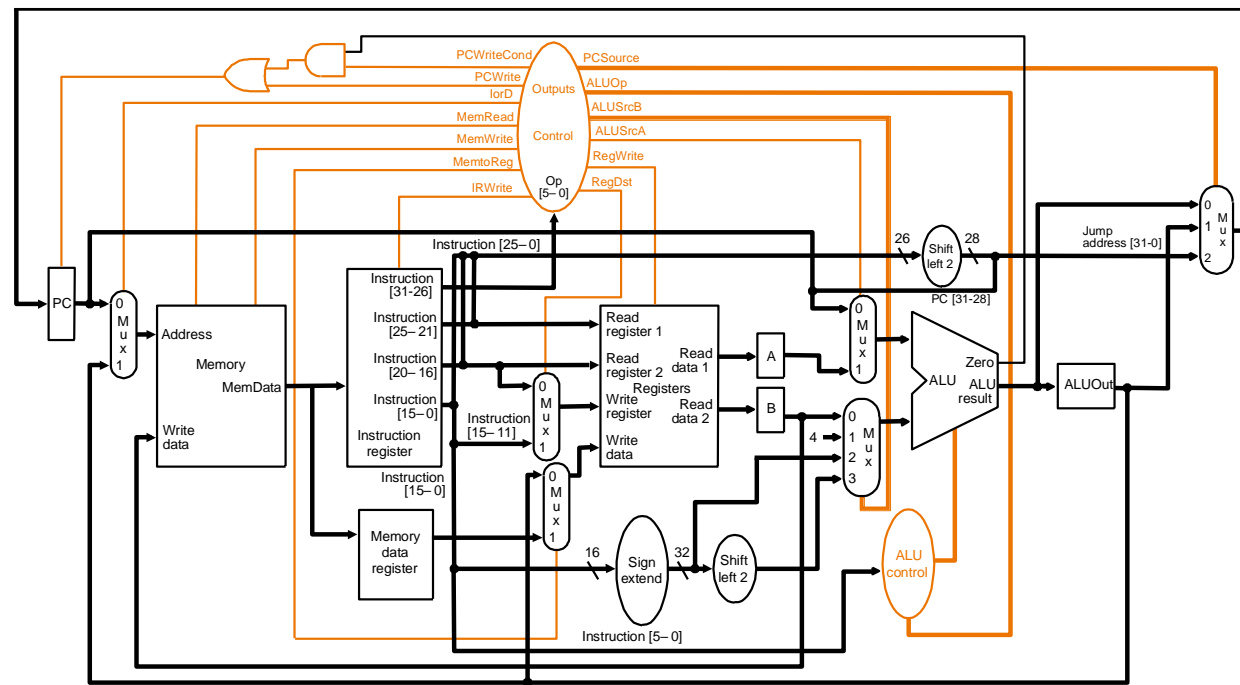 PCWriteCond
PCWrite
IorD
MemRead
MemWrite
MemtoReg
IRWrite
Outputs
Control
Op
[5–0]
PCSource
ALUOp
ALUSrcB
ALUSrcA
RegWrite
RegDst
Instruction [25–0]
26
Shift
left 2
28
Jump
address [31-0]
PC [31-28]
0
1
2
M
u
x
PC
0
M
u
x
1
Address
Memory
MemData
Write
data
Instruction
[31-26]
Instruction
[25–21]
Instruction
[20–16]
Instruction
[15–0]
Instruction
register
Instruction
[15–11]
Instruction
[15–0]
0
M
u
x
1
0
M
u
x
1
Read
register 1
Read
register 2
Registers
Write
register
Write
data
Read
data 1
Read
data 2
A
B
4
0
M
u
x
1
0
1
2
3
M
u
x
Zero
ALU
ALU
result
ALUOut
Memory
data
register
16
Sign
extend
32
Shift
left 2
ALU
control
Instruction [5–0]